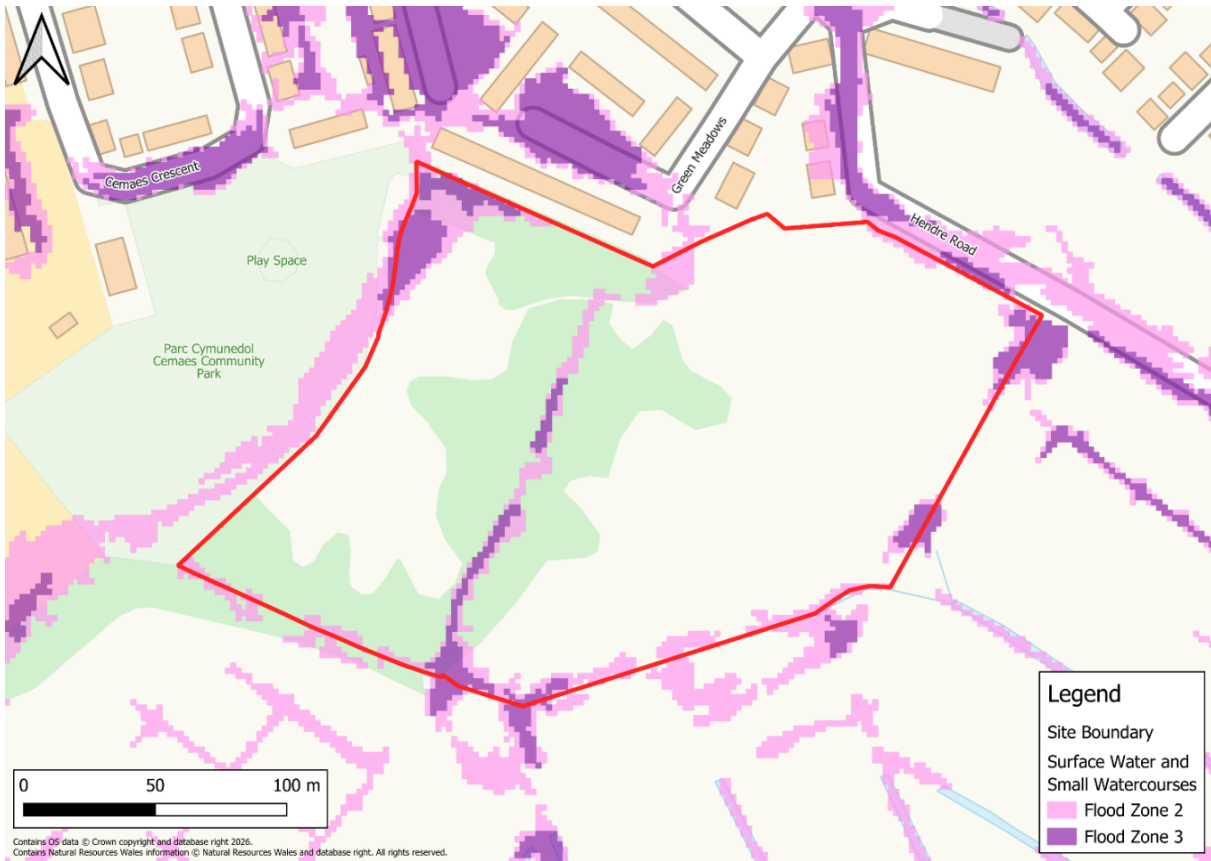 Cemaes Crescent
Green Meadows
Hendre Road
Play Space
Parc Cymunedol
Cemaes Community
Park
Legend
Site Boundary
Surface Water and
Small Watercourses
Flood Zone 2
Flood Zone 3
0 50 100 m
Contains OS data © Crown copyright and database right 2026.
Contains Natural Resources Wales information © Natural Resources Wales and database right. All rights reserved.